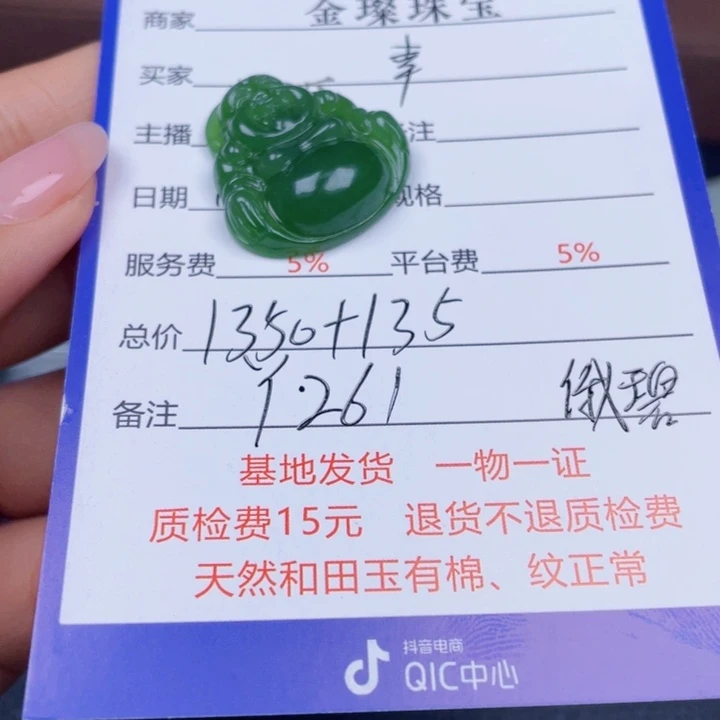 商家 金璨珠宝
买家 幸
主播 注
日期 规格
服务费 5% 平台费 5%
总价 1350+135
备注 1.261 俄碧
基地发货 一物一证
质检费15元 退货不退质检费
天然和田玉有棉、纹正常
抖音电商
QIC中心